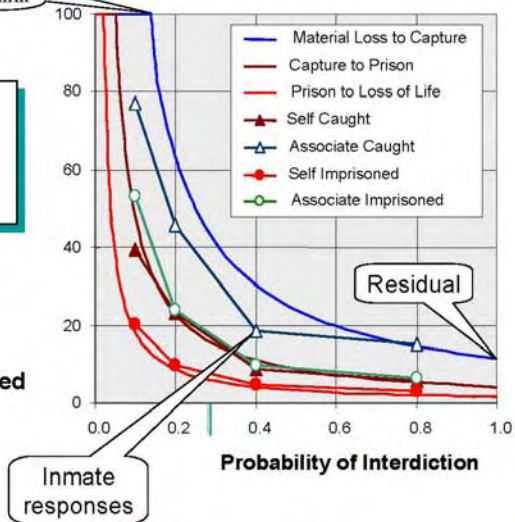 100
80
60
40
20
0
Material Loss to Capture
Capture to Prison
Prison to Loss of Life
Self Caught
Associate Caught
Self Imprisoned
Associate Imprisoned
Residual
ed
0.0 0.2 0.4 0.6 0.8 1.0
Probability of Interdiction
Inmate
responses